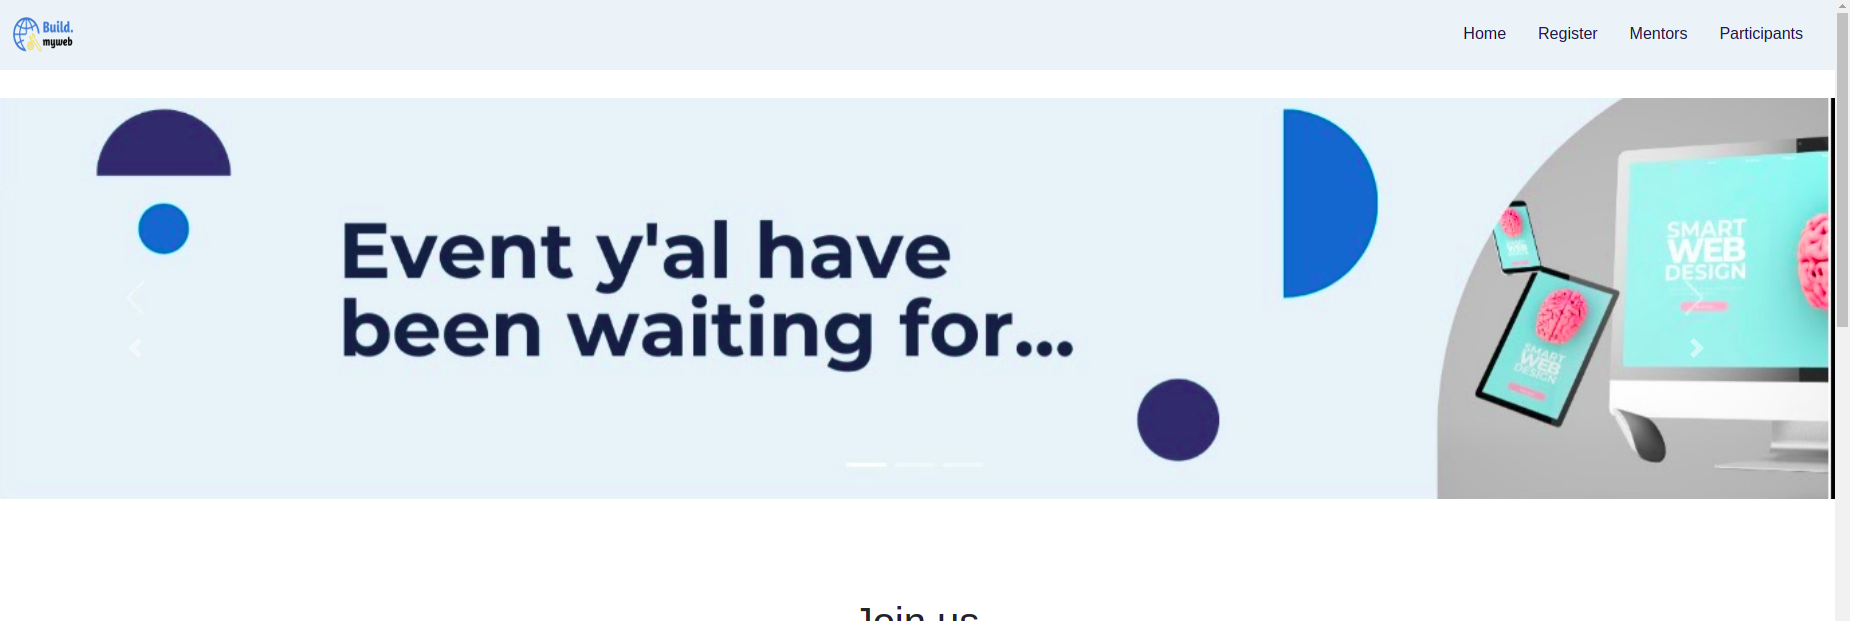 Build.
myweb
Home Register Mentors Participants
Event y'al have
been waiting for...
SMART
WEB
DESIGN
SMART
WEB
DESIGN
Join us